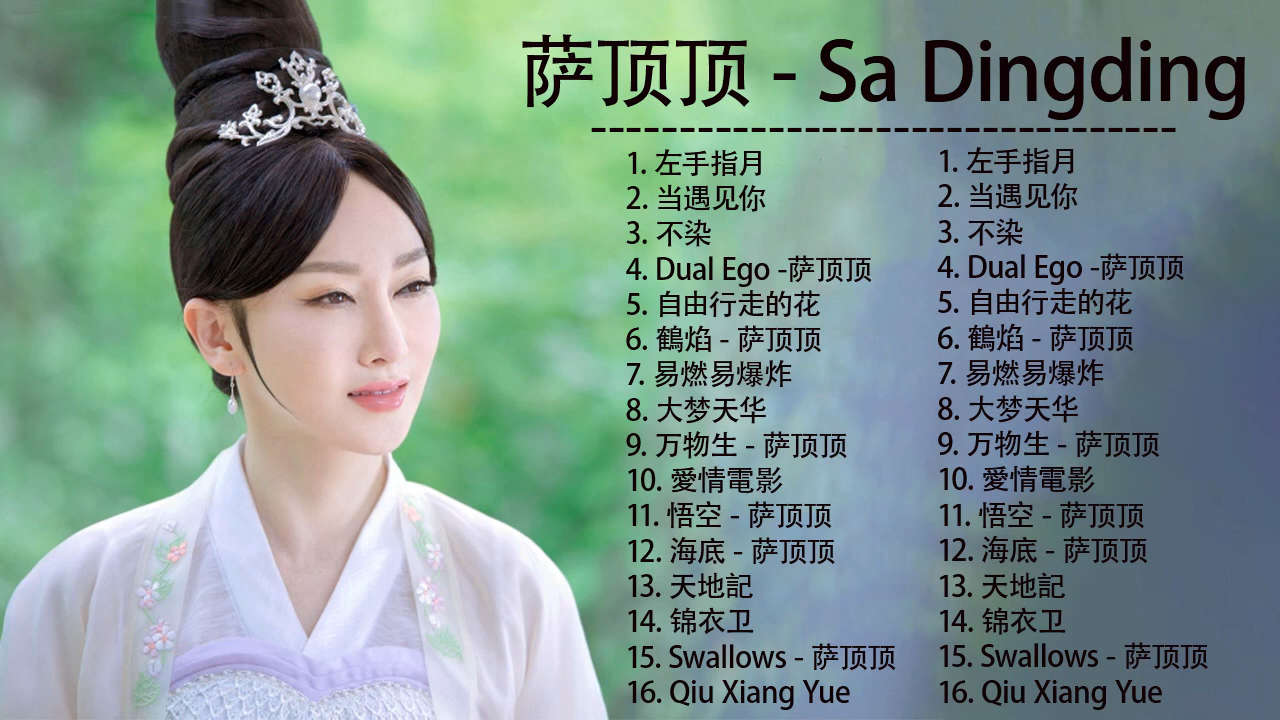 萨顶顶 - Sa Dingding
---------------------------------
1. 左手指月
2. 当遇见你
3. 不染
4. Dual Ego -萨顶顶
5. 自由行走的花
6. 鶴焰 - 萨顶顶
7. 易燃易爆炸
8. 大梦天华
9. 万物生 - 萨顶顶
10. 愛情電影
11. 悟空 - 萨顶顶
12. 海底 - 萨顶顶
13. 天地記
14. 锦衣卫
15. Swallows - 萨顶顶
16. Qiu Xiang Yue
1. 左手指月
2. 当遇见你
3. 不染
4. Dual Ego -萨顶顶
5. 自由行走的花
6. 鶴焰 - 萨顶顶
7. 易燃易爆炸
8. 大梦天华
9. 万物生 - 萨顶顶
10. 愛情電影
11. 悟空 - 萨顶顶
12. 海底 - 萨顶顶
13. 天地記
14. 锦衣卫
15. Swallows - 萨顶顶
16. Qiu Xiang Yue